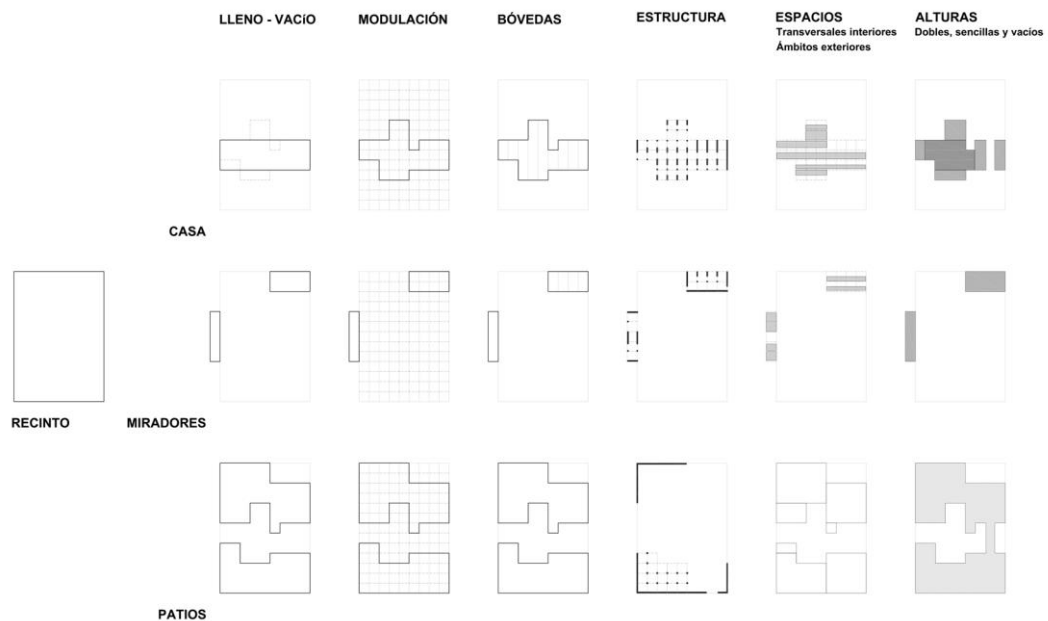 LLENO - VACíO
MODULACIÓN
BÓVEDAS
ESTRUCTURA
ESPACIOS
Transversales interiores
Ámbitos exteriores
ALTURAS
Dobles, sencillas y vacíos
CASA
RECINTO
MIRADORES
PATIOS